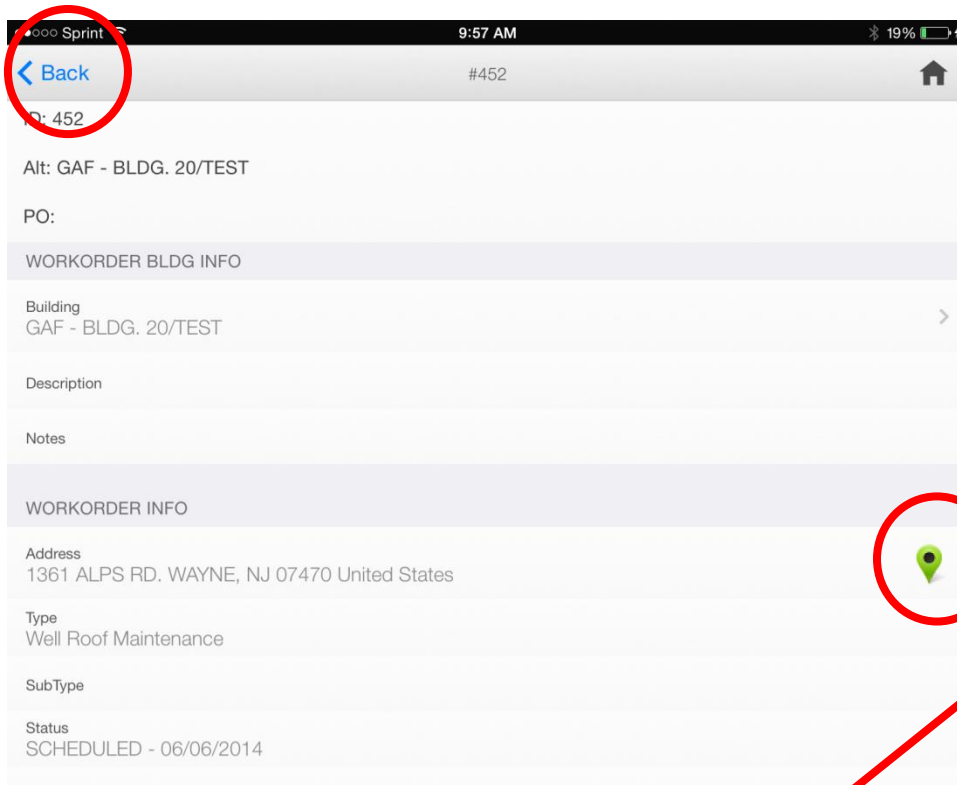 Sprint 9:57 AM 19%
Back #452
ID: 452
Alt: GAF - BLDG. 20/TEST
PO:
WORKORDER BLDG INFO
Building
GAF - BLDG. 20/TEST
Description
Notes
WORKORDER INFO
Address
1361 ALPS RD. WAYNE, NJ 07470 United States
Type
Well Roof Maintenance
SubType
Status
SCHEDULED - 06/06/2014